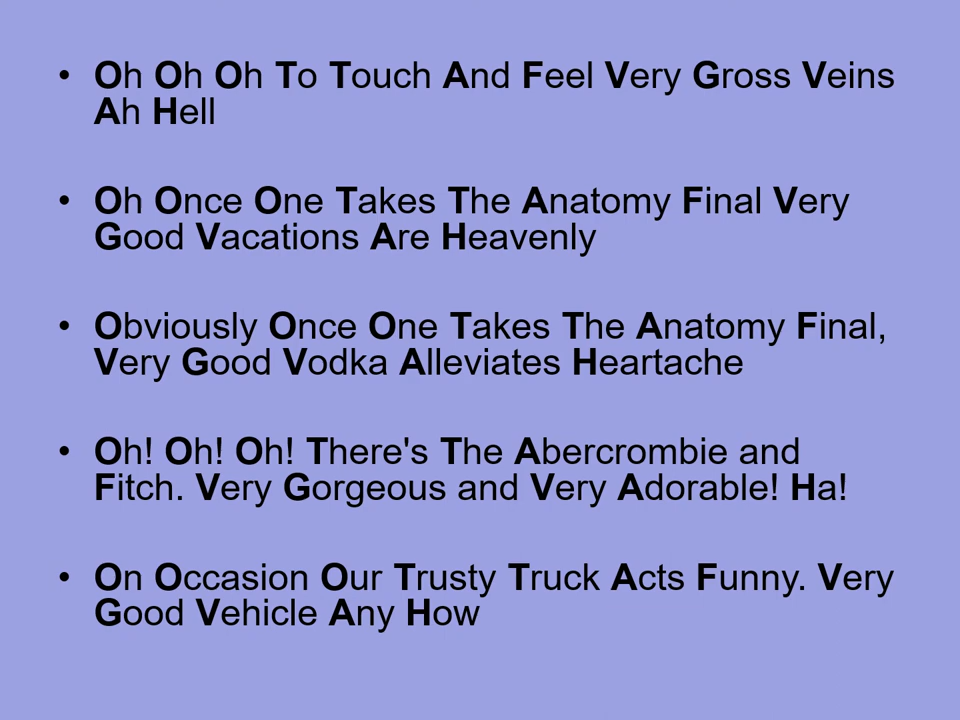 • Oh Oh Oh To Touch And Feel Very Gross Veins
Ah Hell
• Oh Once One Takes The Anatomy Final Very
Good Vacations Are Heavenly
• Obviously Once One Takes The Anatomy Final,
Very Good Vodka Alleviates Heartache
• Oh! Oh! Oh! There's The Abercrombie and
Fitch. Very Gorgeous and Very Adorable! Ha!
• On Occasion Our Trusty Truck Acts Funny. Very
Good Vehicle Any How